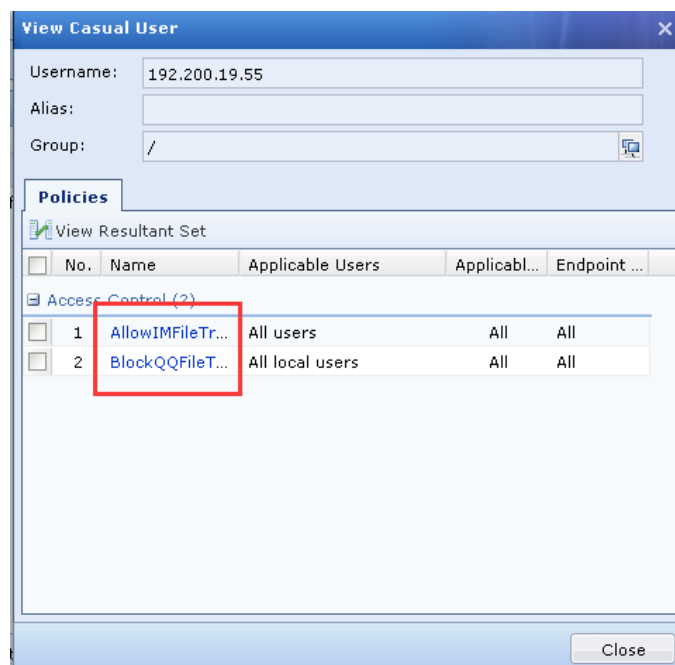 View Casual User
Username: 192.200.19.55
Alias:
Group: /
Policies
View Resultant Set
No. Name Applicable Users Applicabl... Endpoint ...
Access Control (2)
1 AllowIMFileTr... All users All All
2 BlockQQFileT... All local users All All
Close